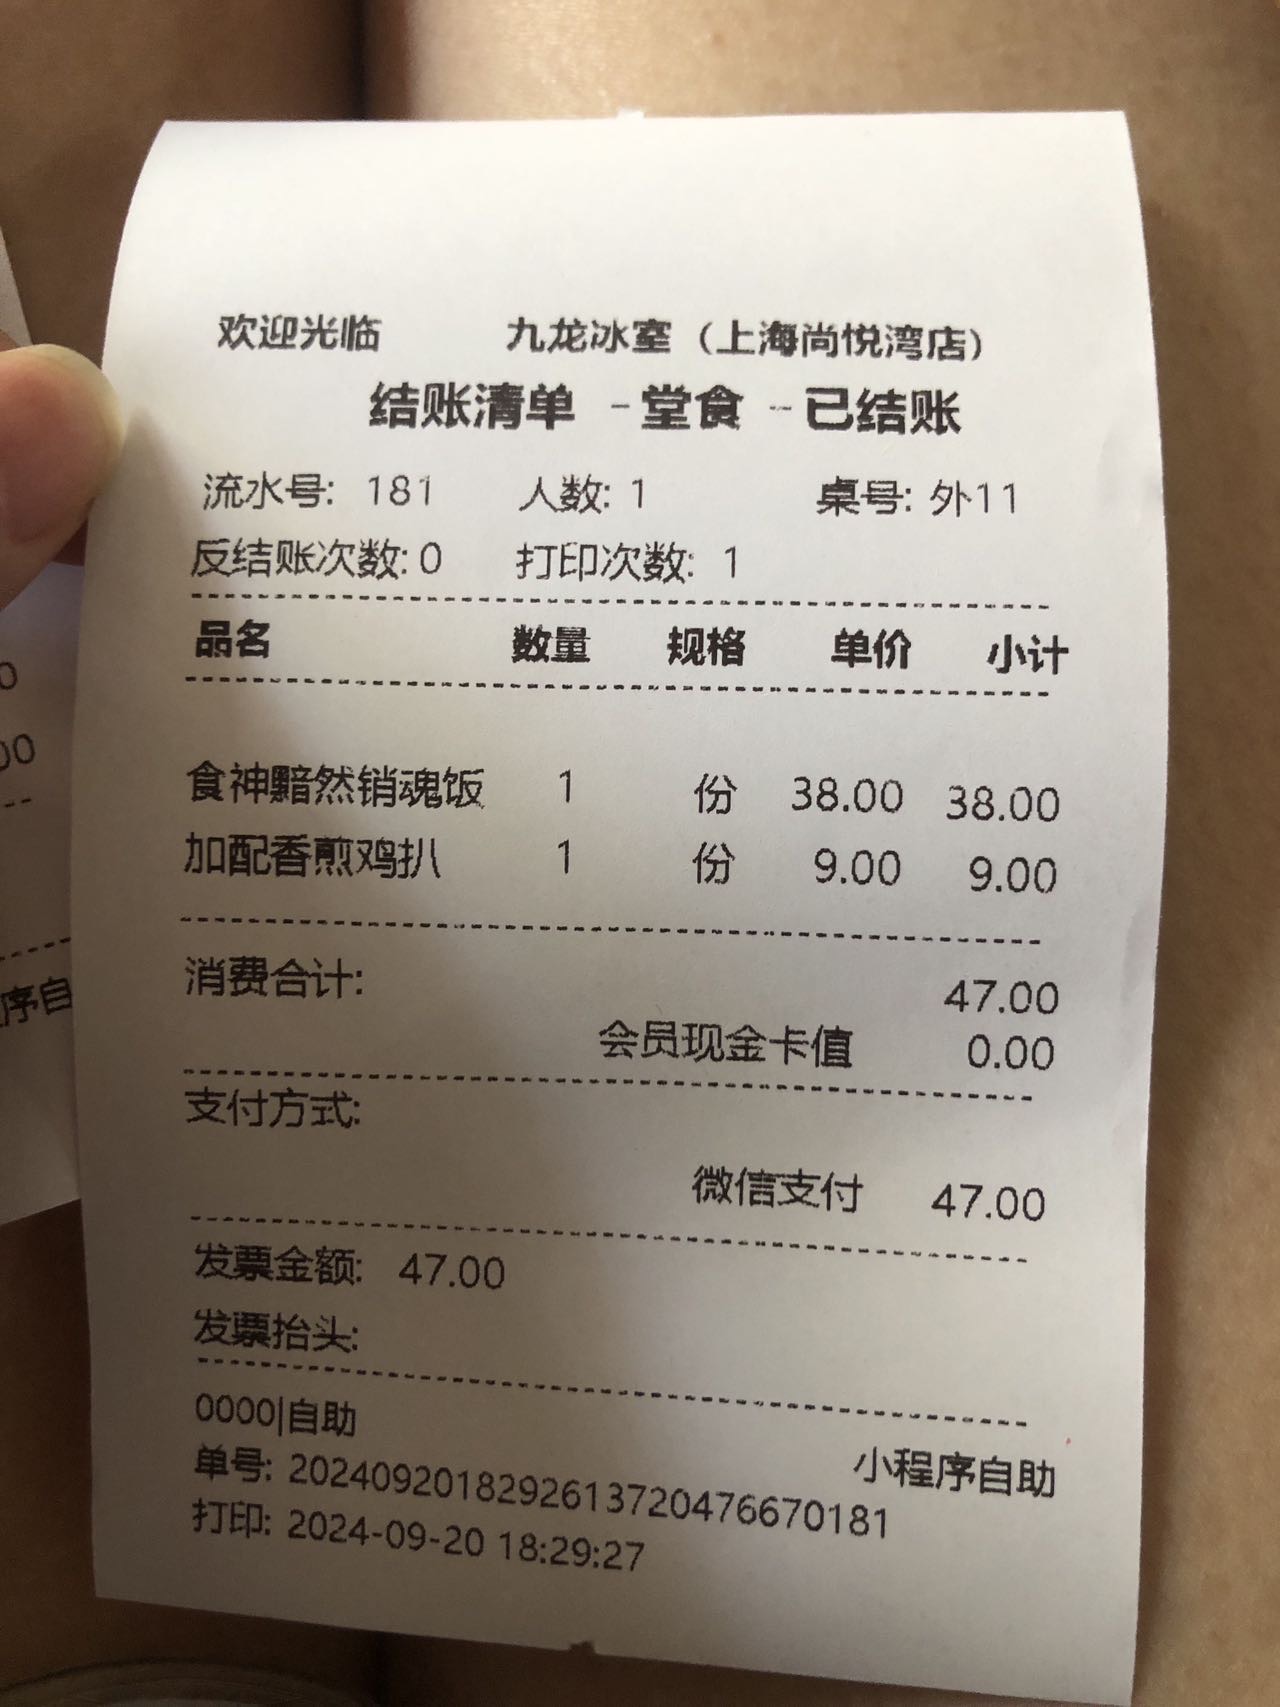 欢迎光临 九龙冰室（上海尚悦湾店）
结账清单 - 堂食 - 已结账
流水号: 181 人数: 1 桌号: 外11
反结账次数: 0 打印次数: 1
品名 数量 规格 单价 小计
食神黯然销魂饭 1 份 38.00 38.00
加配香煎鸡扒 1 份 9.00 9.00
消费合计: 47.00
会员现金卡值 0.00
支付方式:
微信支付 47.00
发票金额: 47.00
发票抬头:
0000|自助
小程序自助
单号: 20240920182926137204766​70181
打印: 2024-09-20 18:29:27
0
00
序自